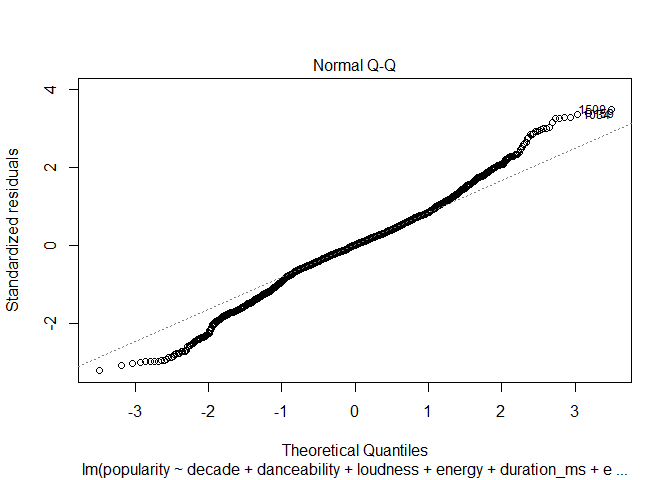 Normal Q-Q
Standardized residuals
4
2
0
-2
-3
-2
-1
0
1
2
3
Theoretical Quantiles
lm(popularity ~ decade + danceability + loudness + energy + duration_ms + e ...